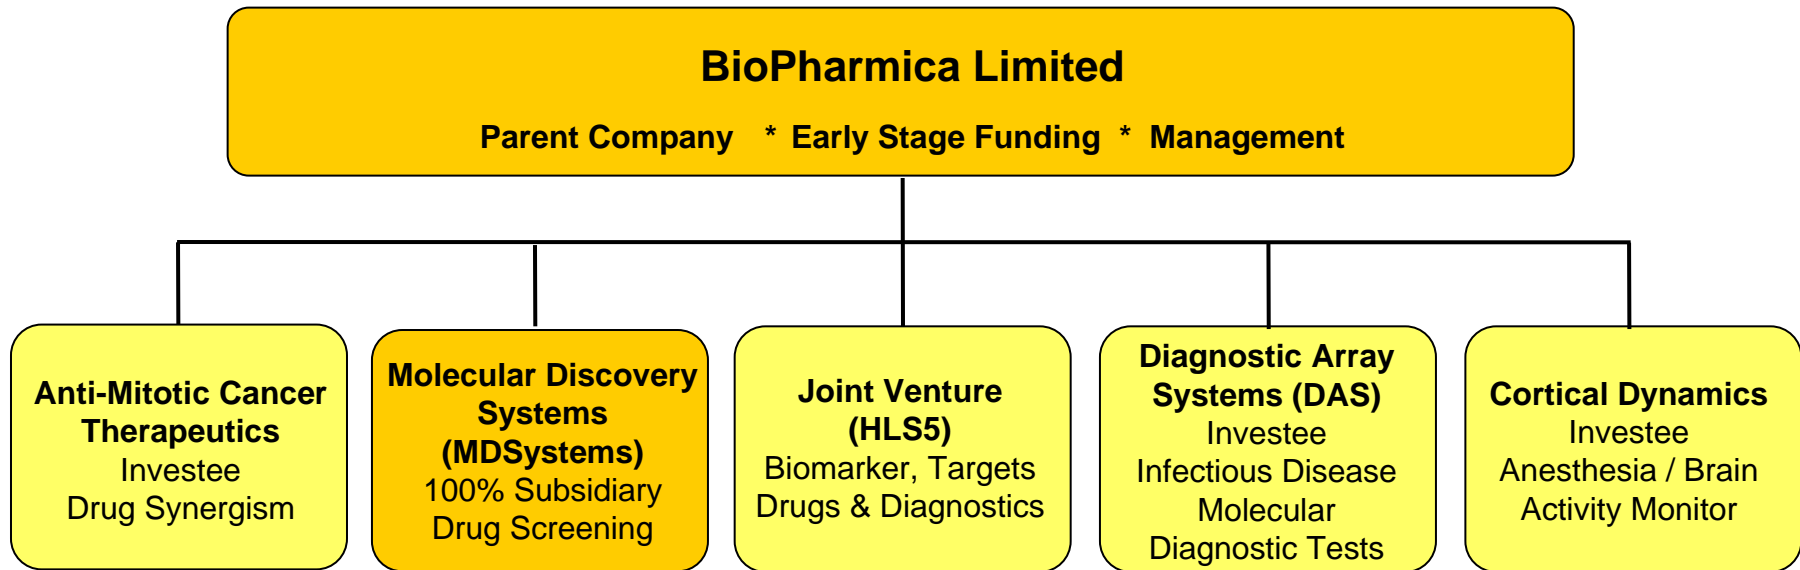 BioPharmica Limited
Parent Company * Early Stage Funding * Management
Anti-Mitotic Cancer
Therapeutics
Investee
Drug Synergism
Molecular Discovery
Systems
(MDSystems)
100% Subsidiary
Drug Screening
Joint Venture
(HLS5)
Biomarker, Targets
Drugs & Diagnostics
Diagnostic Array
Systems (DAS)
Investee
Infectious Disease
Molecular
Diagnostic Tests
Cortical Dynamics
Investee
Anesthesia / Brain
Activity Monitor